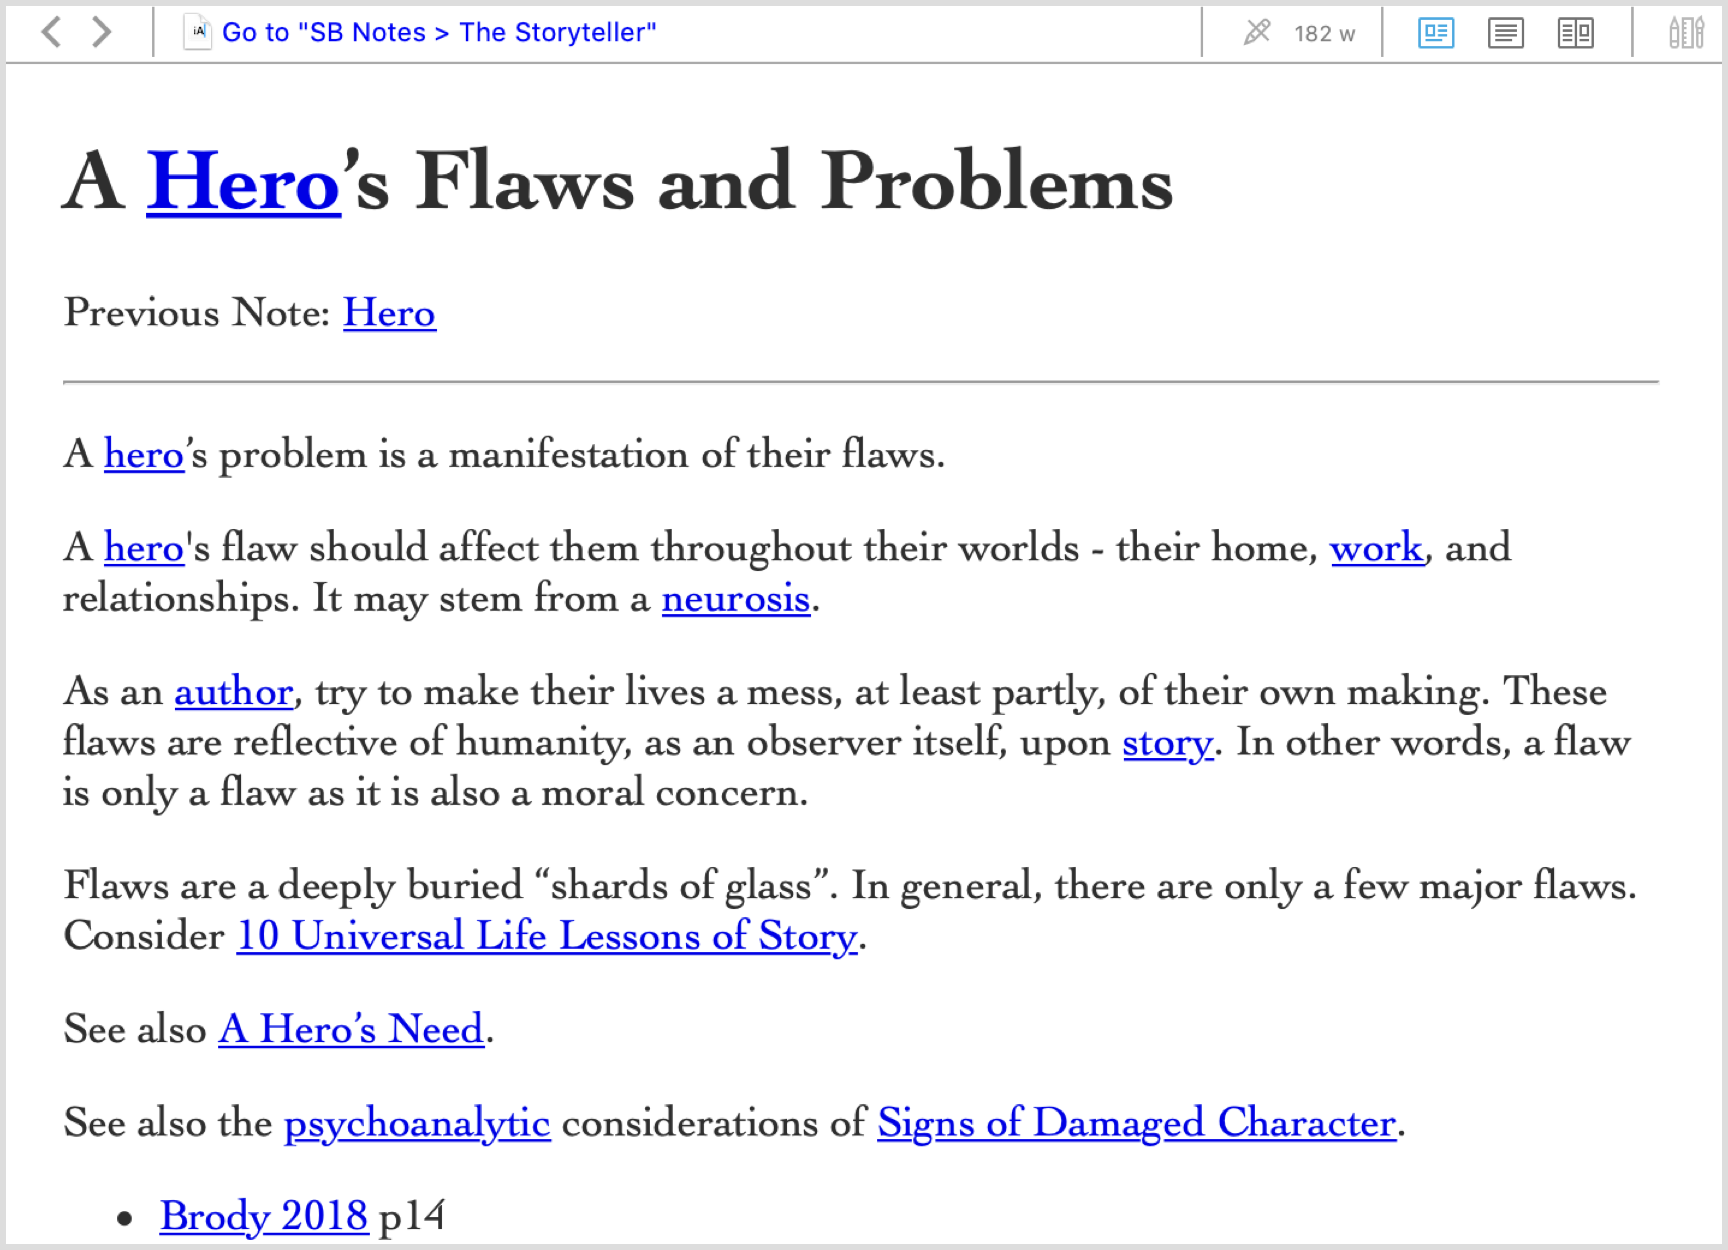 Go to "SB Notes > The Storyteller"
182 w
A Hero’s Flaws and Problems
Previous Note: Hero
A hero’s problem is a manifestation of their flaws.
A hero's flaw should affect them throughout their worlds - their home, work, and
relationships. It may stem from a neurosis.
As an author, try to make their lives a mess, at least partly, of their own making. These
flaws are reflective of humanity, as an observer itself, upon story. In other words, a flaw
is only a flaw as it is also a moral concern.
Flaws are a deeply buried “shards of glass”. In general, there are only a few major flaws.
Consider 10 Universal Life Lessons of Story.
See also A Hero’s Need.
See also the psychoanalytic considerations of Signs of Damaged Character.
• Brody 2018 p14